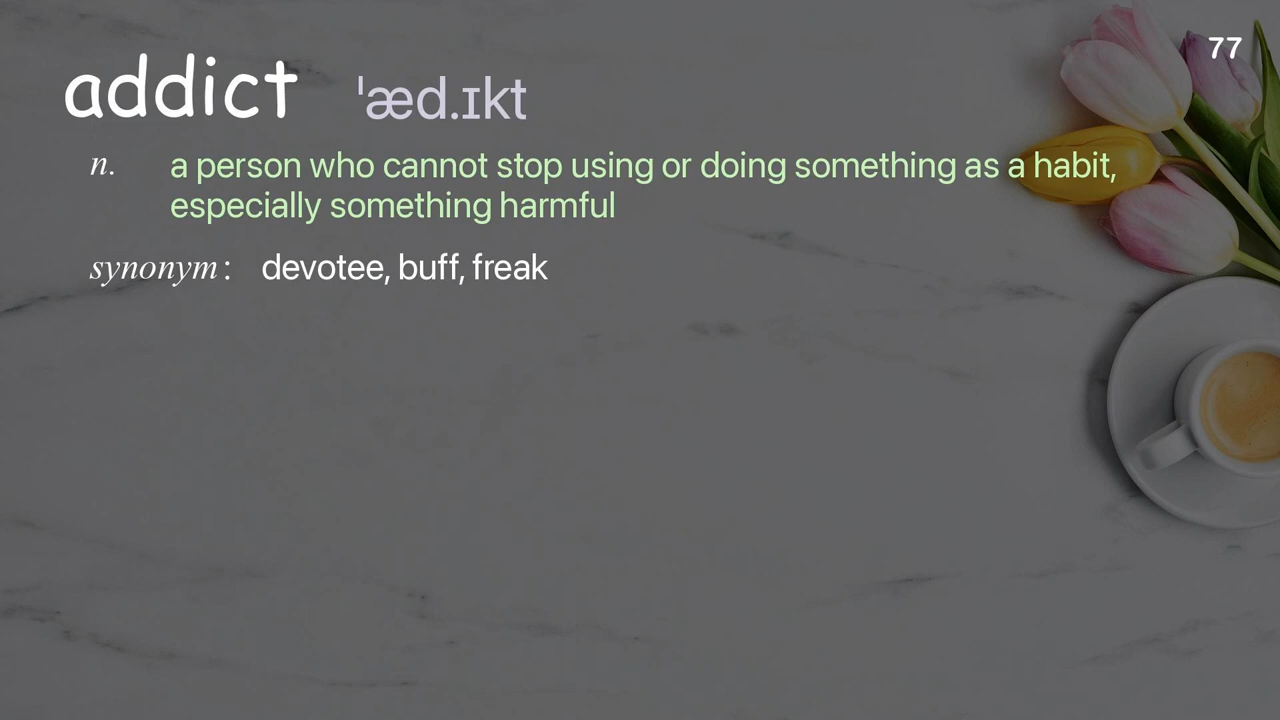 77
addict ˈæd.ɪkt
n. a person who cannot stop using or doing something as a habit,
especially something harmful
synonym: devotee, buff, freak